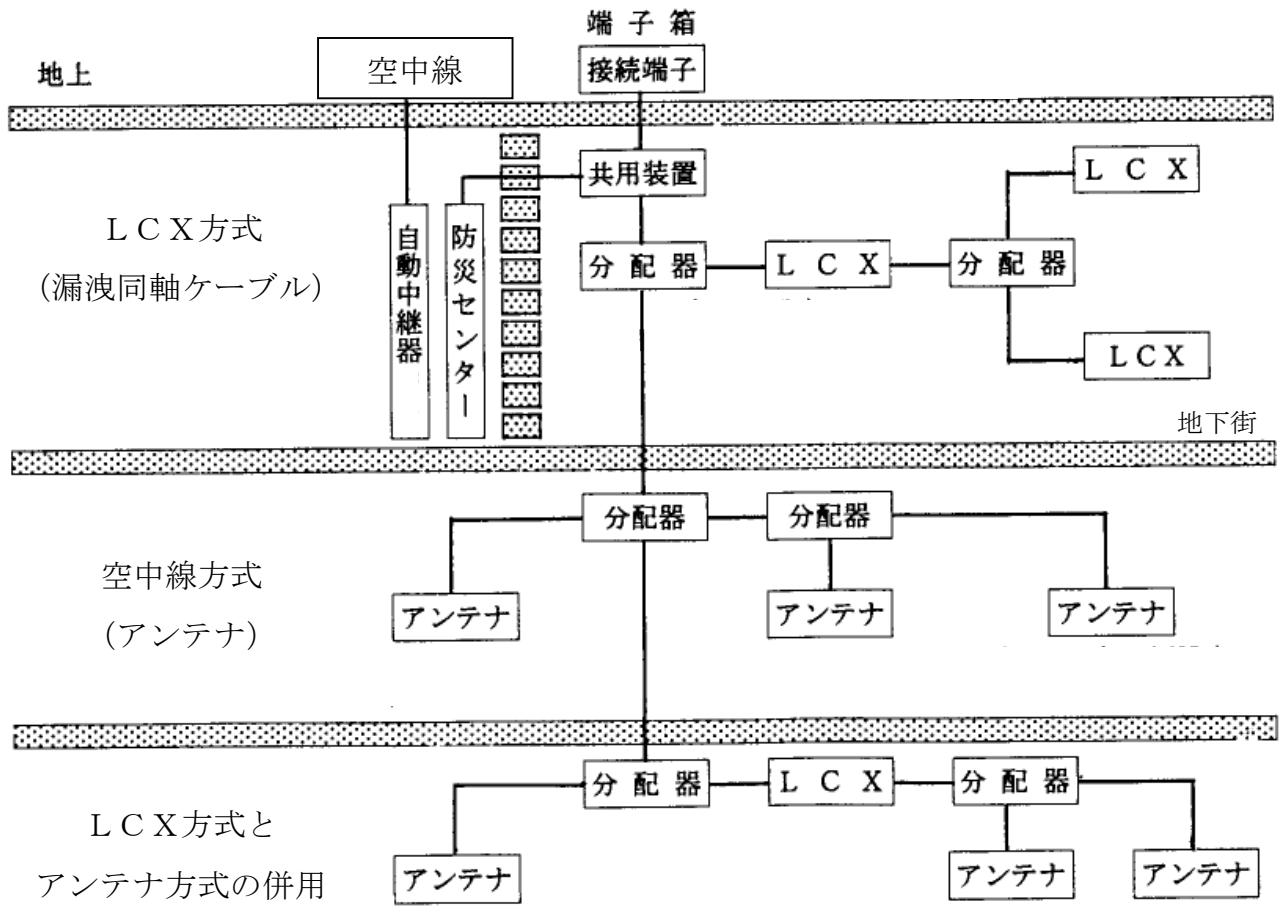 端子箱
地上
空中線
接続端子
共用装置
LCX
LCX方式
(漏洩同軸ケーブル)
自動中継器
防災センター
分配器
LCX
分配器
LCX
地下街
分配器
分配器
空中線方式
(アンテナ)
アンテナ
アンテナ
アンテナ
分配器
LCX
分配器
LCX方式と
アンテナ方式の併用
アンテナ
アンテナ
アンテナ